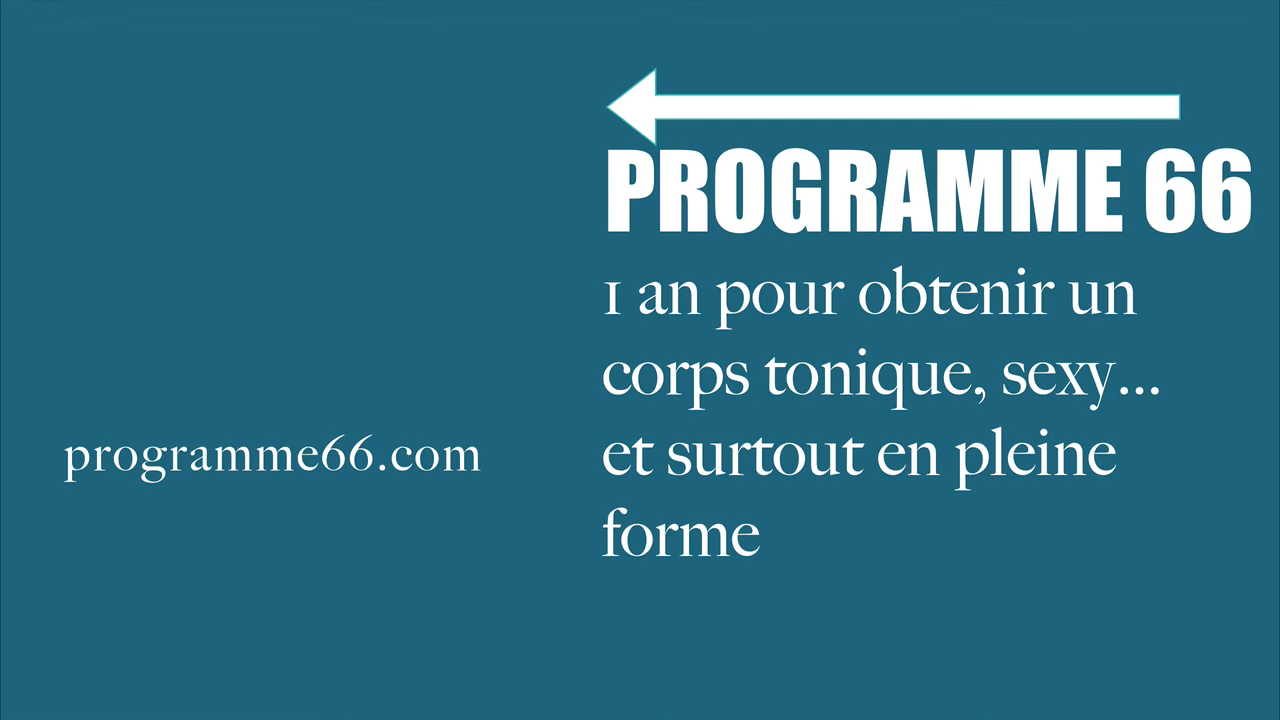 PROGRAMME 66
1 an pour obtenir un
corps tonique, sexy...
et surtout en pleine
forme
programme66.com